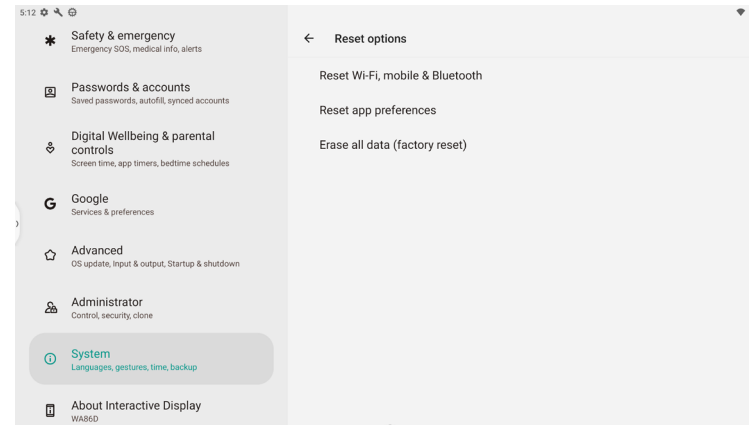 5:12
Safety & emergency
Emergency SOS, medical info, alerts
Passwords & accounts
Saved passwords, autofill, synced accounts
Digital Wellbeing & parental
controls
Screen time, app timers, bedtime schedules
Google
Services & preferences
Advanced
OS update, Input & output, Startup & shutdown
Administrator
Control, security, clone
System
Languages, gestures, time, backup
About Interactive Display
WA86D
Reset options
Reset Wi-Fi, mobile & Bluetooth
Reset app preferences
Erase all data (factory reset)